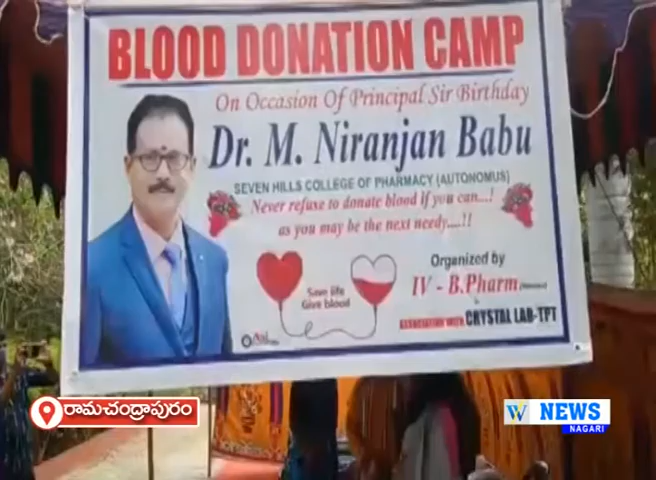 BLOOD DONATION CAMP
On Occasion Of Principal Sir Birthday
Dr. M. Niranjan Babu
SEVEN HILLS COLLEGE OF PHARMACY (AUTONOMUS)
Never refuse to donate blood if you can...!
as you may be the next needy....!!
Save life
Give blood
Organized by
IV - B.Pharm
ASSOCIATION WITH CRYSTAL LAB-TPT
రామచంద్రాపురం
W NEWS
NAGARI